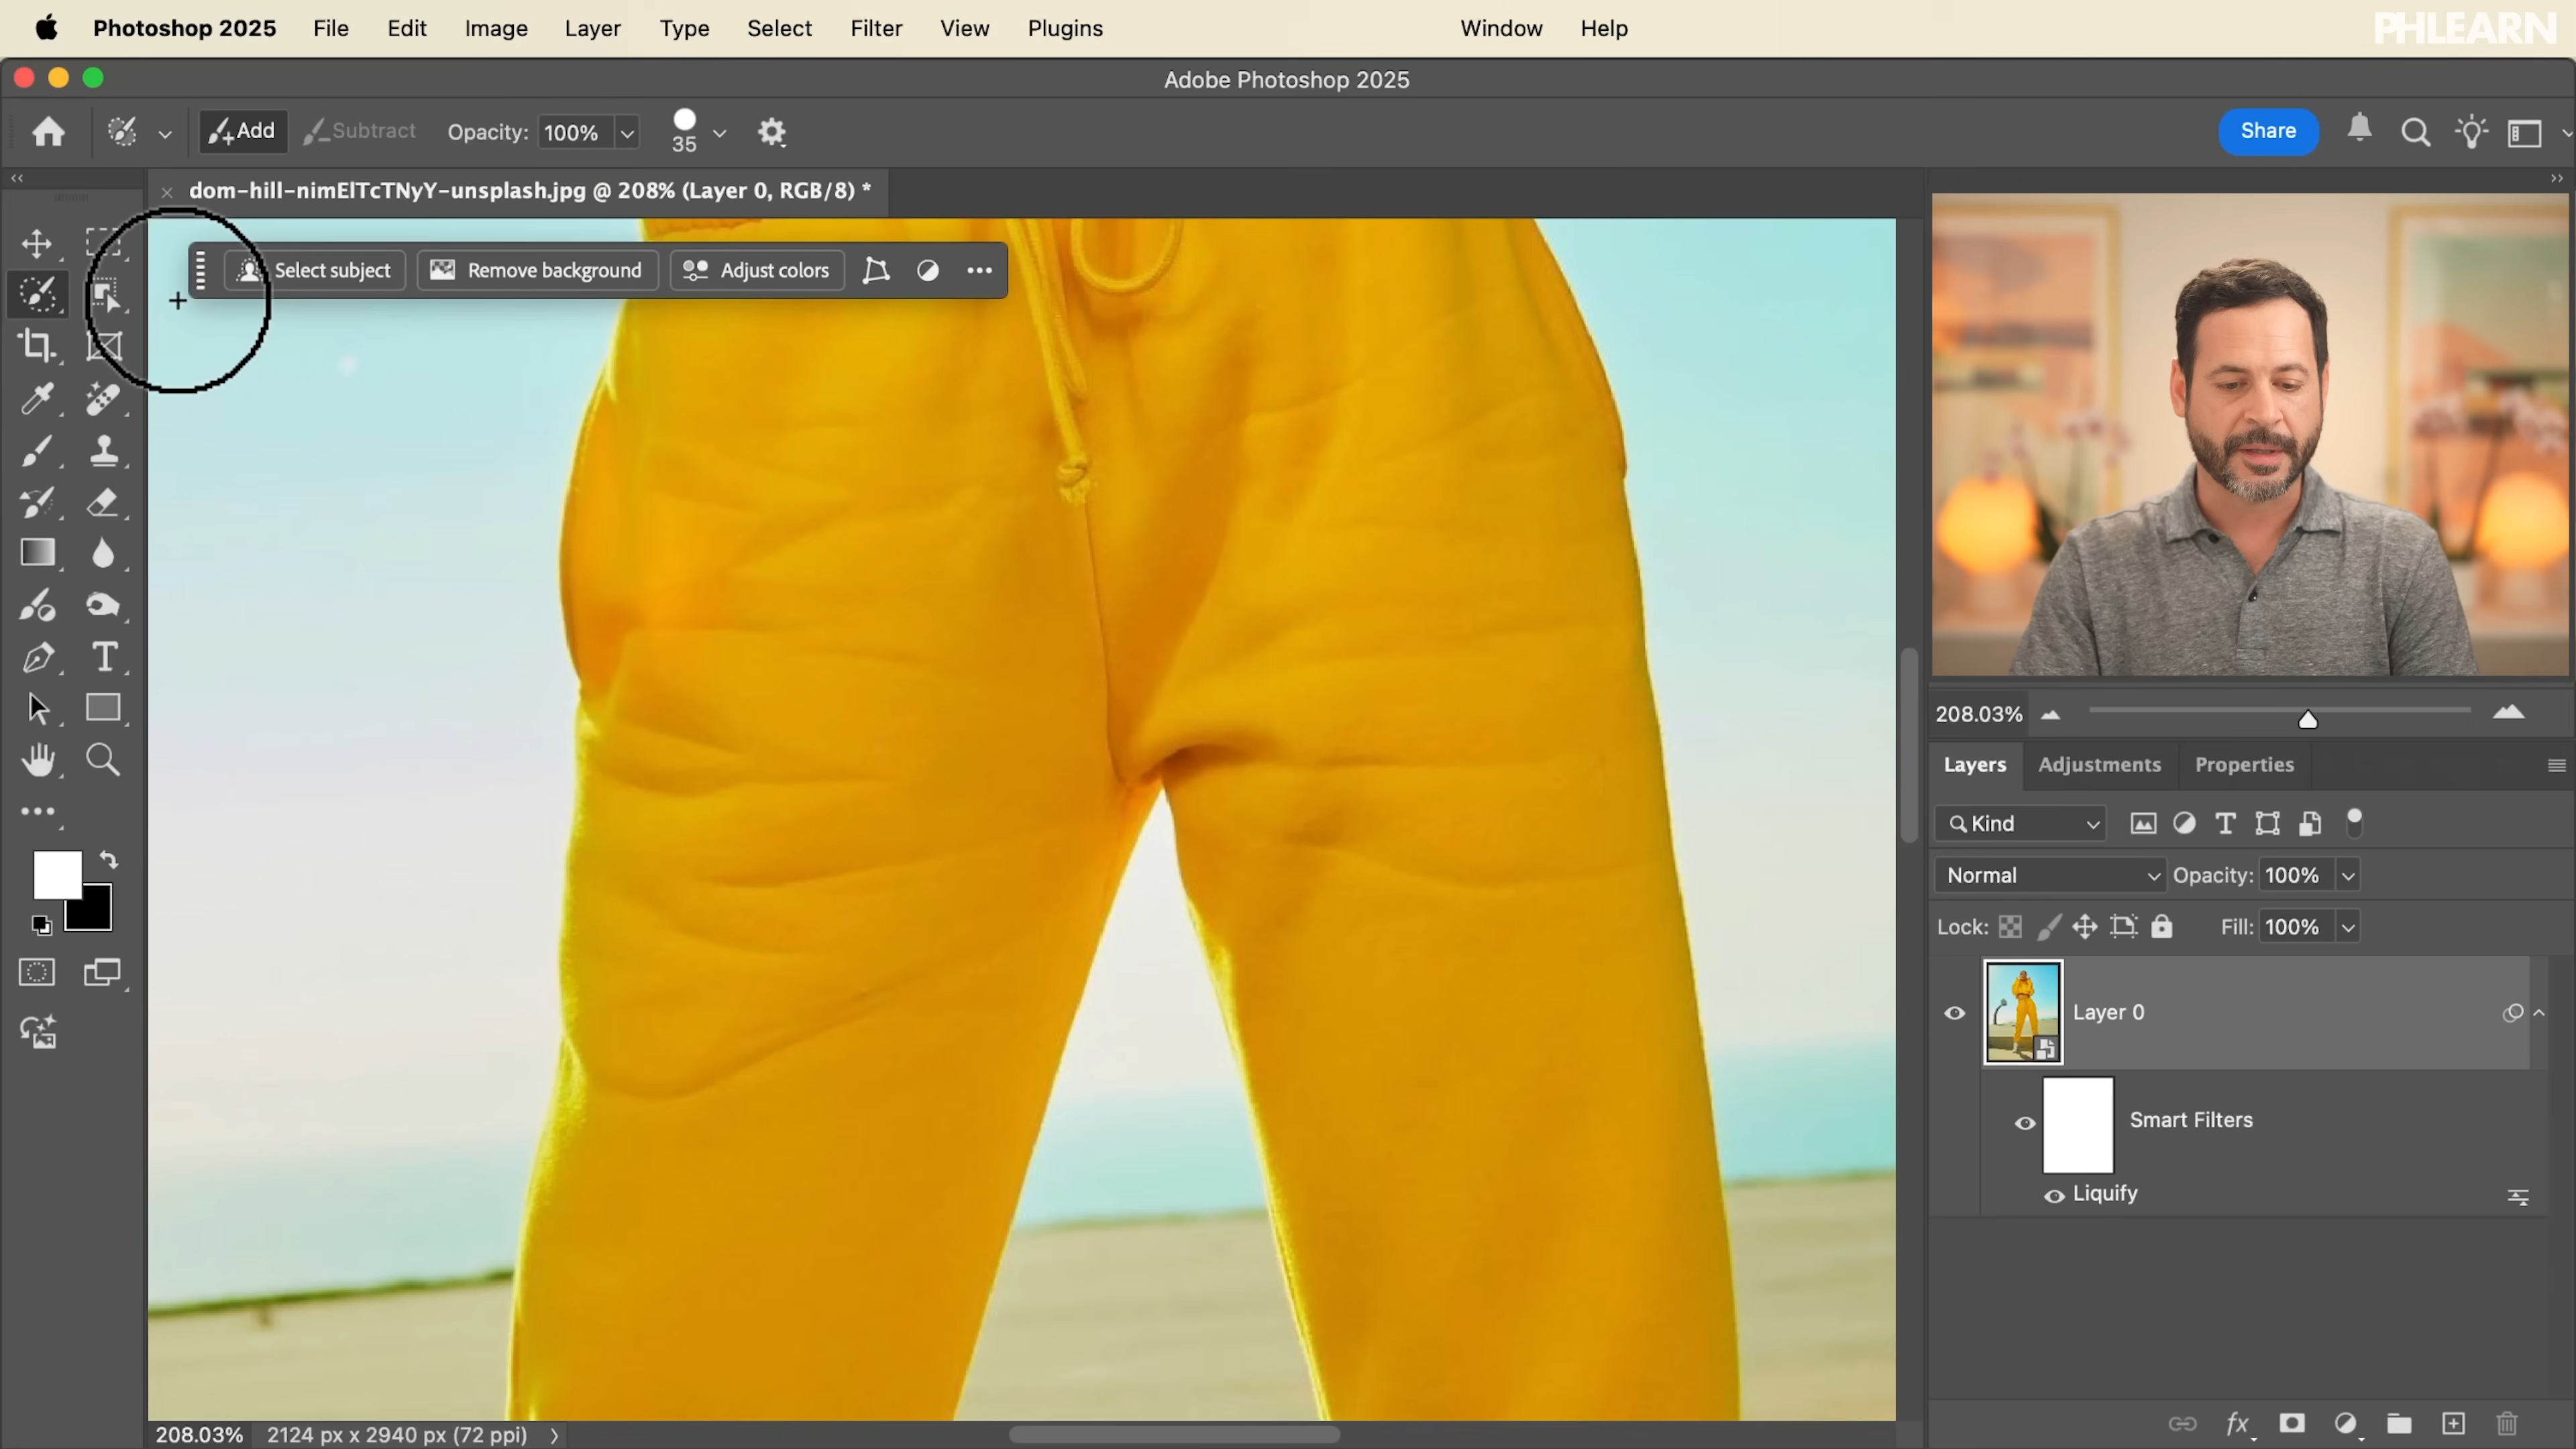 Photoshop 2025 File Edit Image Layer Type Select Filter View Plugins Window Help
PHLEARN
Adobe Photoshop 2025
Add Subtract Opacity: 100% 35 Share
dom-hill-nimElTcTNyY-unsplash.jpg @ 208% (Layer 0, RGB/8) *
Select subject Remove background Adjust colors
208.03%
Layers Adjustments Properties
Kind
Normal Opacity: 100%
Lock: Fill: 100%
Layer 0
Smart Filters
Liquify
208.03% 2124 px x 2940 px (72 ppi)